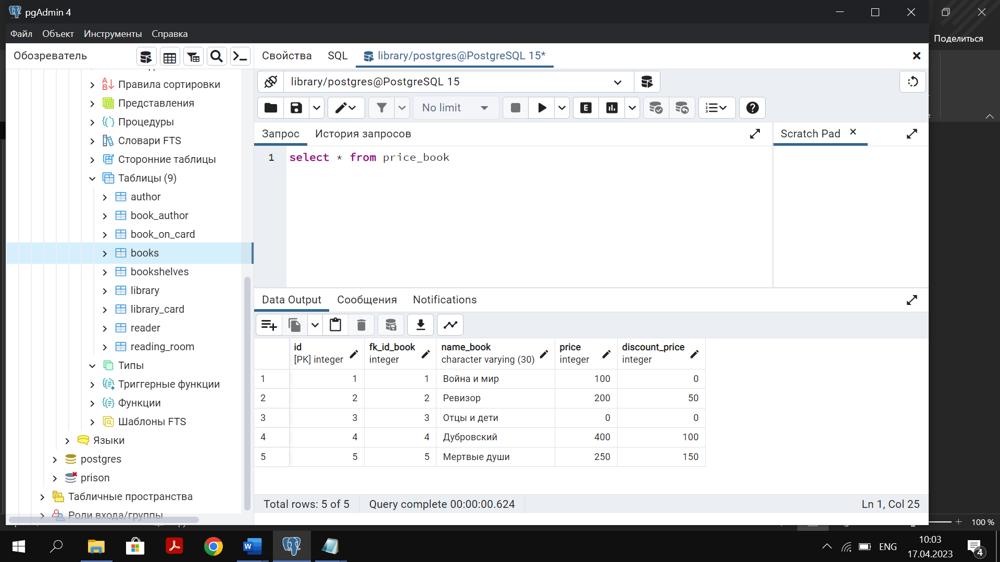 pgAdmin 4
Файл Объект Инструменты Справка
Поделиться
Обозреватель
Свойства SQL library/postgres@PostgreSQL 15*
library/postgres@PostgreSQL 15
No limit
E
Запрос История запросов
Scratch Pad
1 select * from price_book
Правила сортировки
Представления
Процедуры
Словари FTS
Сторонние таблицы
Таблицы (9)
author
book_author
book_on_card
books
bookshelves
library
library_card
reader
reading_room
Типы
Триггерные функции
Функции
Шаблоны FTS
Языки
postgres
prison
Табличные пространства
Роли входа/группы
Data Output Сообщения Notifications
id fk_id_book name_book price discount_price
[PK] integer integer character varying (30) integer integer
1 1 1 Война и мир 100 0
2 2 2 Ревизор 200 50
3 3 3 Отцы и дети 0 0
4 4 4 Дубровский 400 100
5 5 5 Мертвые души 250 150
Total rows: 5 of 5 Query complete 00:00:00.624 Ln 1, Col 25
100 %
ENG
10:03
17.04.2023
4